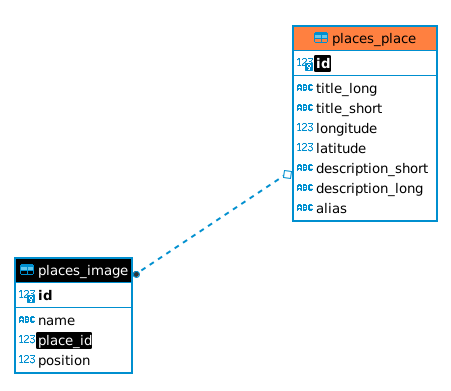 places_place
123 id
ABC title_long
ABC title_short
123 longitude
123 latitude
ABC description_short
ABC description_long
ABC alias
places_image
123 id
ABC name
123 place_id
123 position